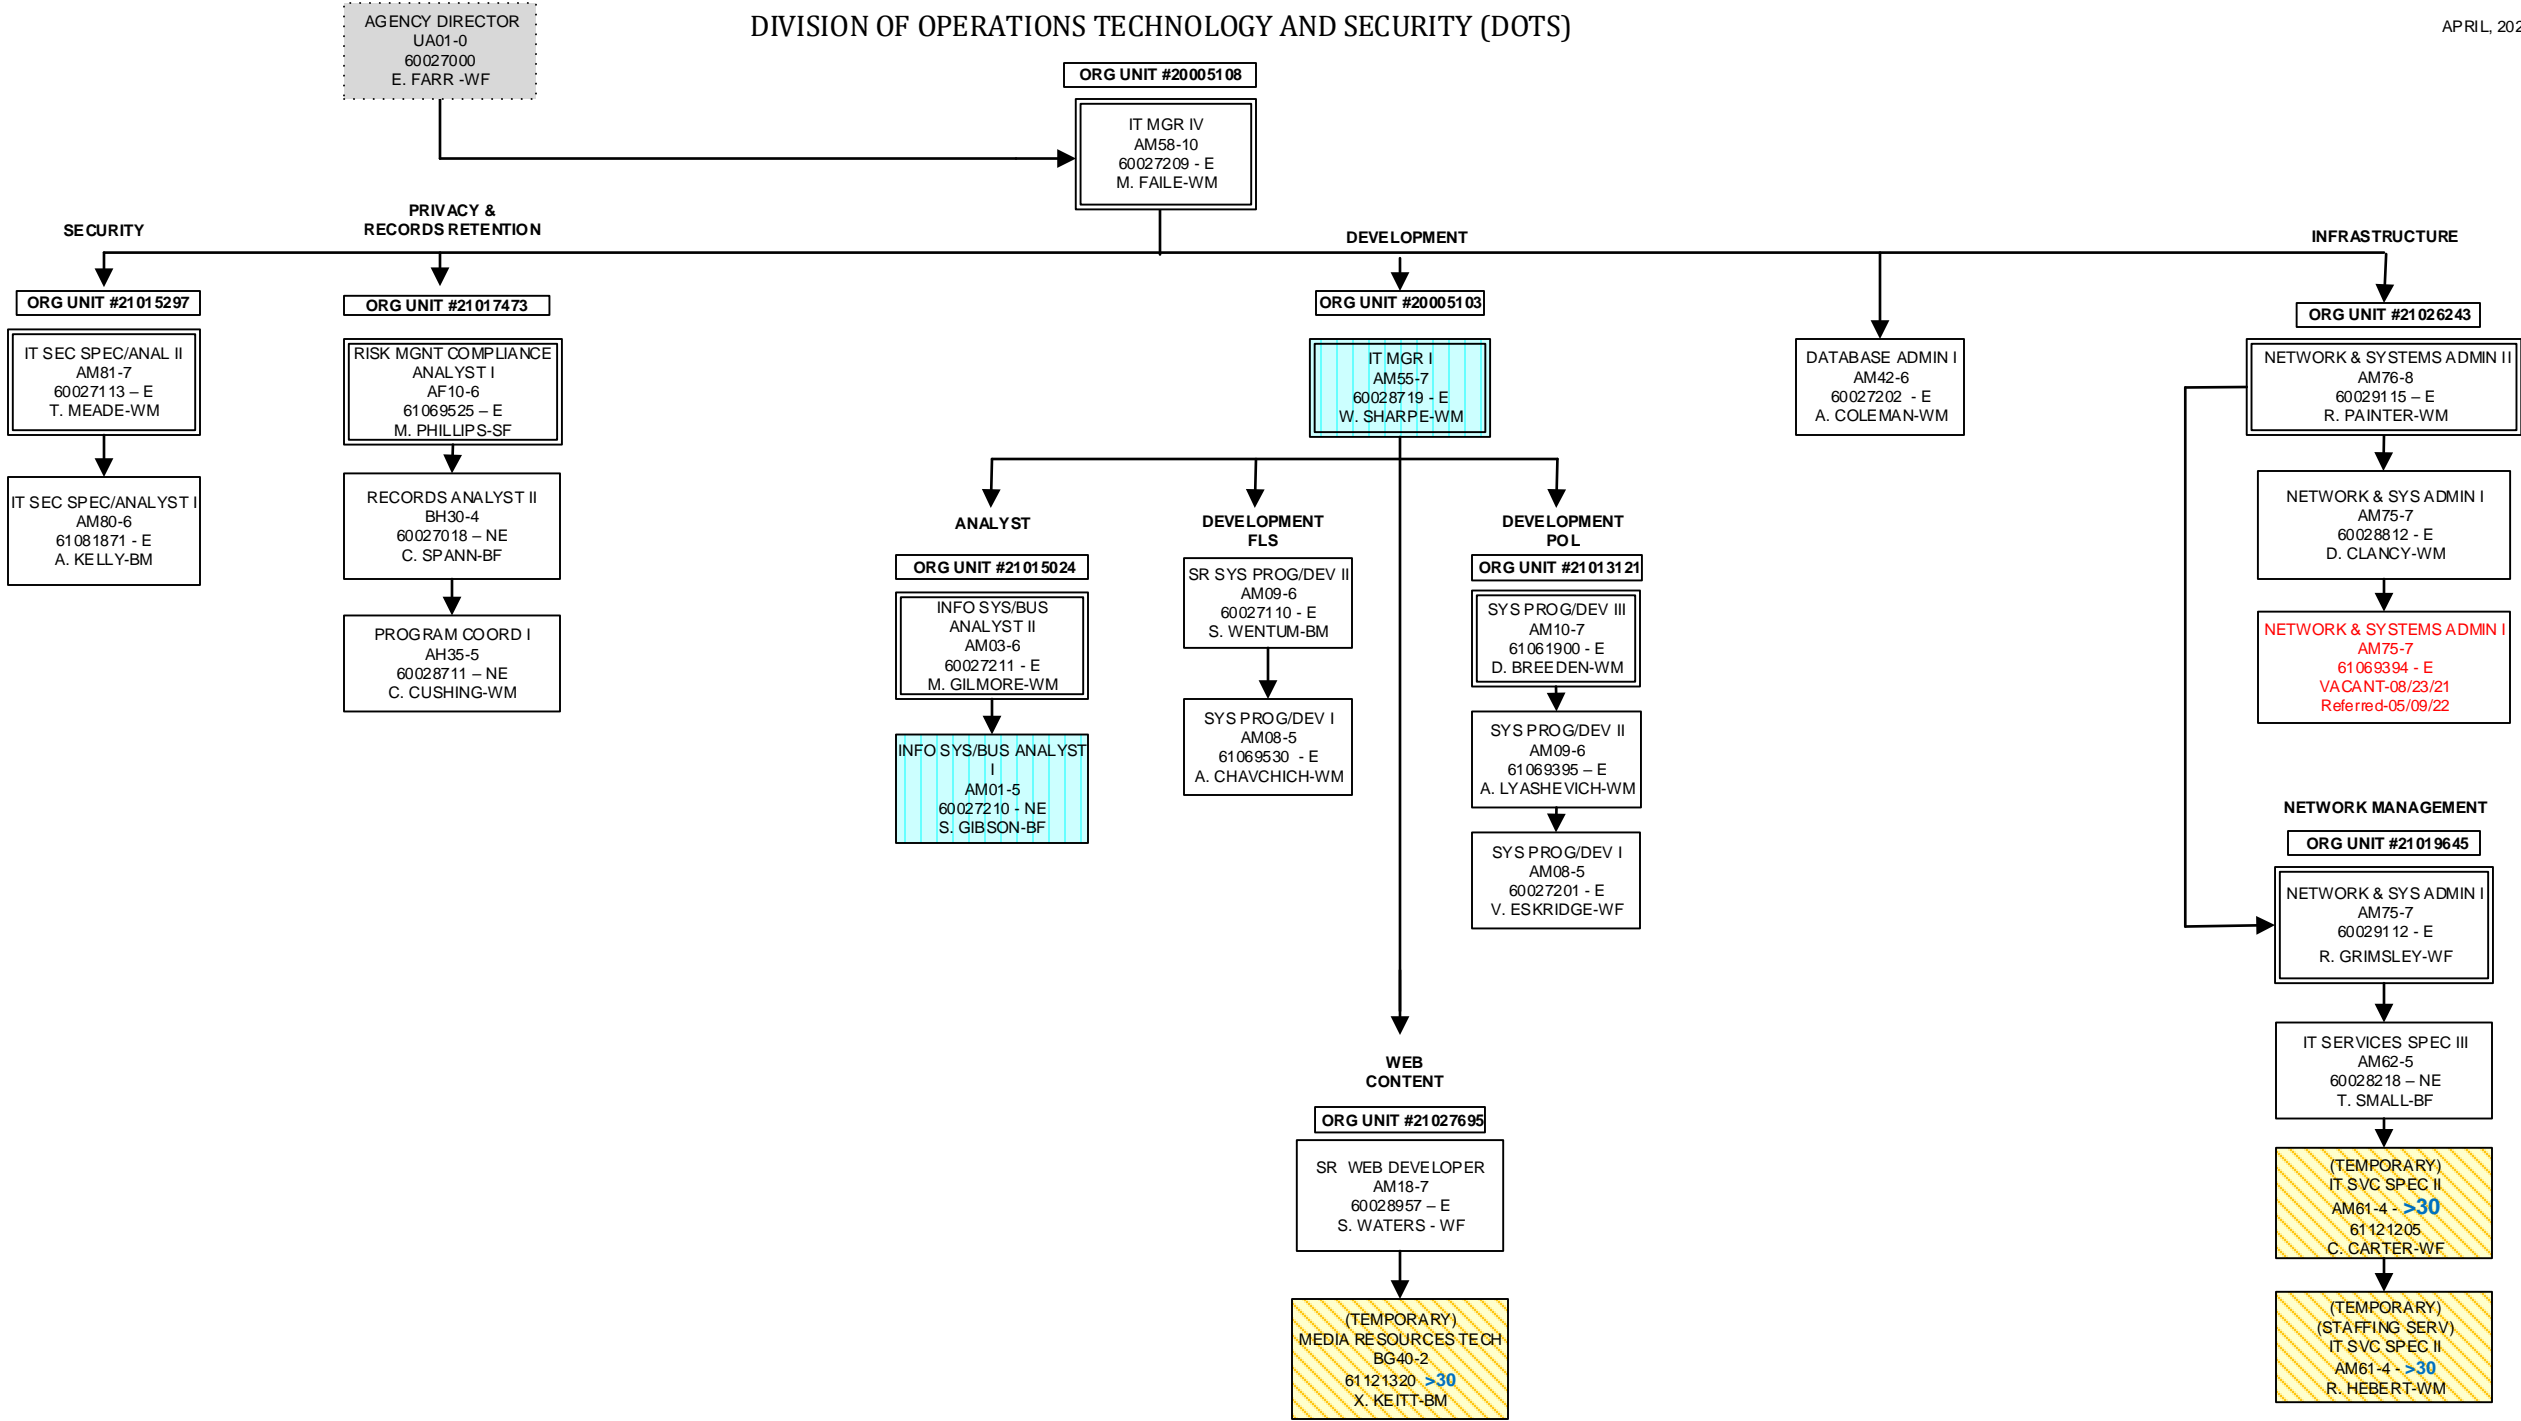 DIVISION OF OPERATIONS TECHNOLOGY AND SECURITY (DOTS)
APRIL, 202
AGENCY DIRECTOR
UA01-0
60027000
E. FARR -WF
ORG UNIT #20005108
IT MGR IV
AM58-10
60027209 - E
M. FAILE-WM
SECURITY
ORG UNIT #21015297
IT SEC SPEC/ANAL II
AM81-7
60027113 – E
T. MEADE-WM
IT SEC SPEC/ANALYST I
AM80-6
61081871 - E
A. KELLY-BM
PRIVACY &
RECORDS RETENTION
ORG UNIT #21017473
RISK MGNT COMPLIANCE
ANALYST I
AF10-6
61069525 – E
M. PHILLIPS-SF
RECORDS ANALYST II
BH30-4
60027018 – NE
C. SPANN-BF
PROGRAM COORD I
AH35-5
60028711 – NE
C. CUSHING-WM
DEVELOPMENT
ORG UNIT #20005103
IT MGR I
AM55-7
60028719 - E
W. SHARPE-WM
ANALYST
ORG UNIT #21015024
INFO SYS/BUS
ANALYST II
AM03-6
60027211 - E
M. GILMORE-WM
INFO SYS/BUS ANALYST
I
AM01-5
60027210 - NE
S. GIBSON-BF
DEVELOPMENT
FLS
SR SYS PROG/DEV II
AM09-6
60027110 - E
S. WENTUM-BM
SYS PROG/DEV I
AM08-5
61069530 - E
A. CHAVCHICH-WM
DEVELOPMENT
POL
ORG UNIT #21013121
SYS PROG/DEV III
AM10-7
61061900 - E
D. BREEDEN-WM
SYS PROG/DEV II
AM09-6
61069395 – E
A. LYASHEVICH-WM
SYS PROG/DEV I
AM08-5
60027201 - E
V. ESKRIDGE-WF
WEB
CONTENT
ORG UNIT #21027695
SR WEB DEVELOPER
AM18-7
60028957 – E
S. WATERS - WF
(TEMPORARY)
MEDIA RESOURCES TECH
BG40-2
61121320 >30
X. KEITT-BM
DATABASE ADMIN I
AM42-6
60027202 - E
A. COLEMAN-WM
INFRASTRUCTURE
ORG UNIT #21026243
NETWORK & SYSTEMS ADMIN II
AM76-8
60029115 – E
R. PAINTER-WM
NETWORK & SYS ADMIN I
AM75-7
60028812 - E
D. CLANCY-WM
NETWORK & SYSTEMS ADMIN I
AM75-7
61069394 - E
VACANT-08/23/21
Referred-05/09/22
NETWORK MANAGEMENT
ORG UNIT #21019645
NETWORK & SYS ADMIN I
AM75-7
60029112 - E
R. GRIMSLEY-WF
IT SERVICES SPEC III
AM62-5
60028218 – NE
T. SMALL-BF
(TEMPORARY)
IT SVC SPEC II
AM61-4 - >30
61121205
C. CARTER-WF
(TEMPORARY)
(STAFFING SERV)
IT SVC SPEC II
AM61-4 - >30
R. HEBERT-WM